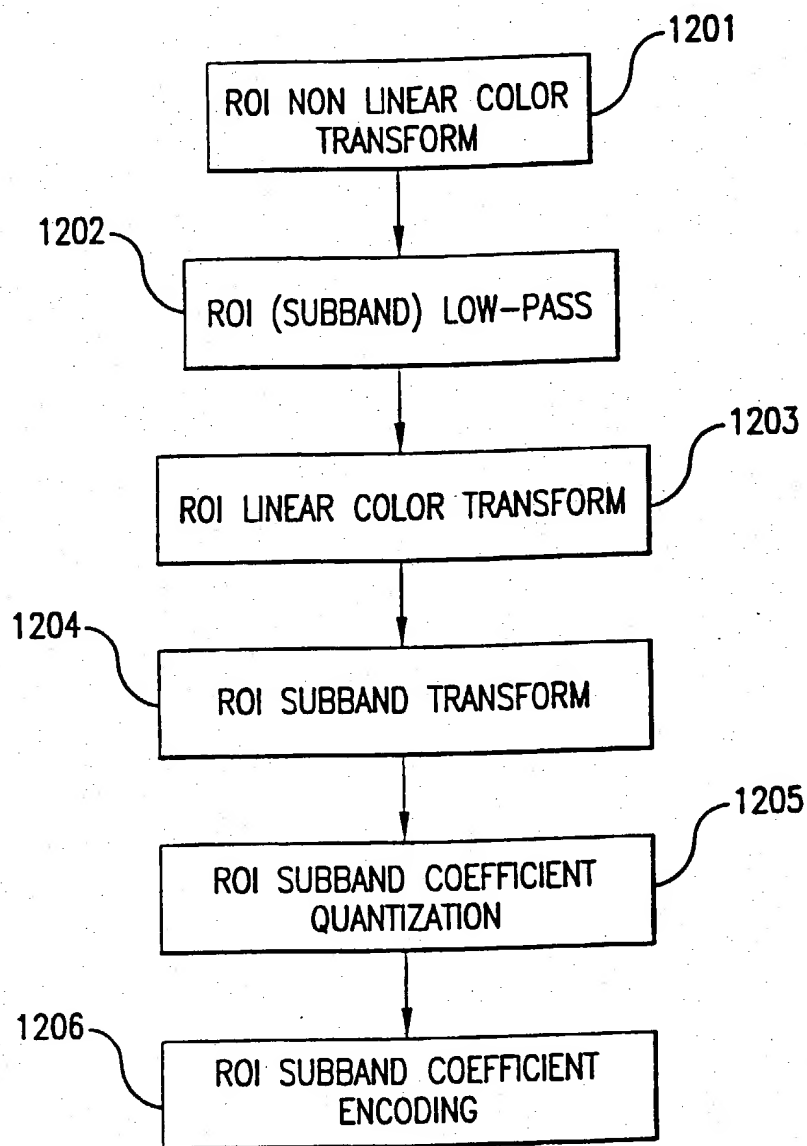 1201
ROI NON LINEAR COLOR
TRANSFORM
1202
ROI (SUBBAND) LOW-PASS
1203
ROI LINEAR COLOR TRANSFORM
1204
ROI SUBBAND TRANSFORM
1205
ROI SUBBAND COEFFICIENT
QUANTIZATION
1206
ROI SUBBAND COEFFICIENT
ENCODING